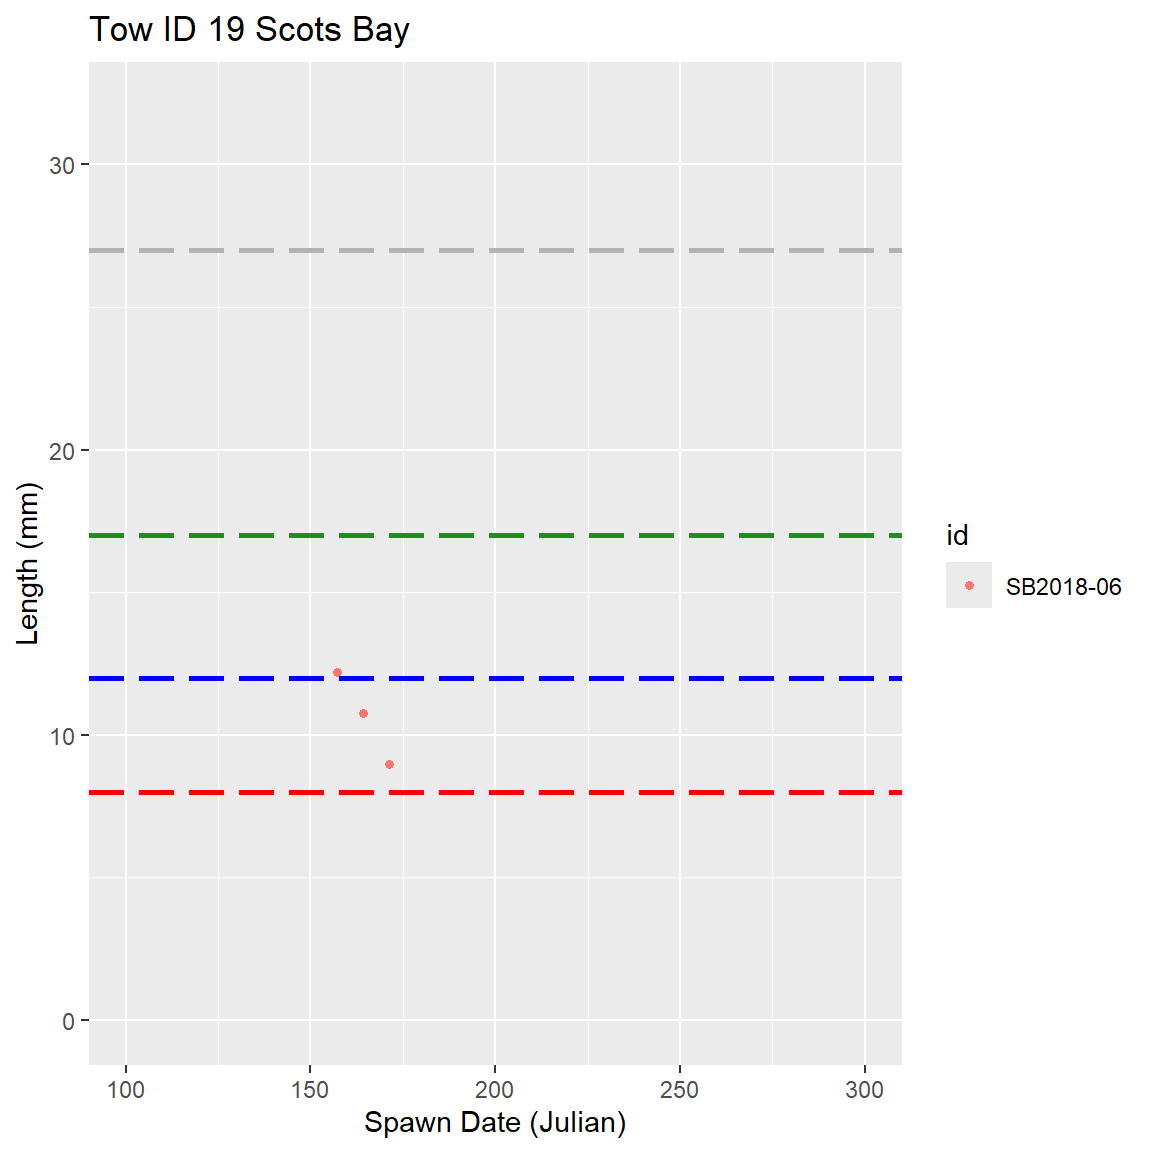 Tow ID 19 Scots Bay
30
20
10
0
Length (mm)
100 150 200 250 300
Spawn Date (Julian)
id
SB2018-06